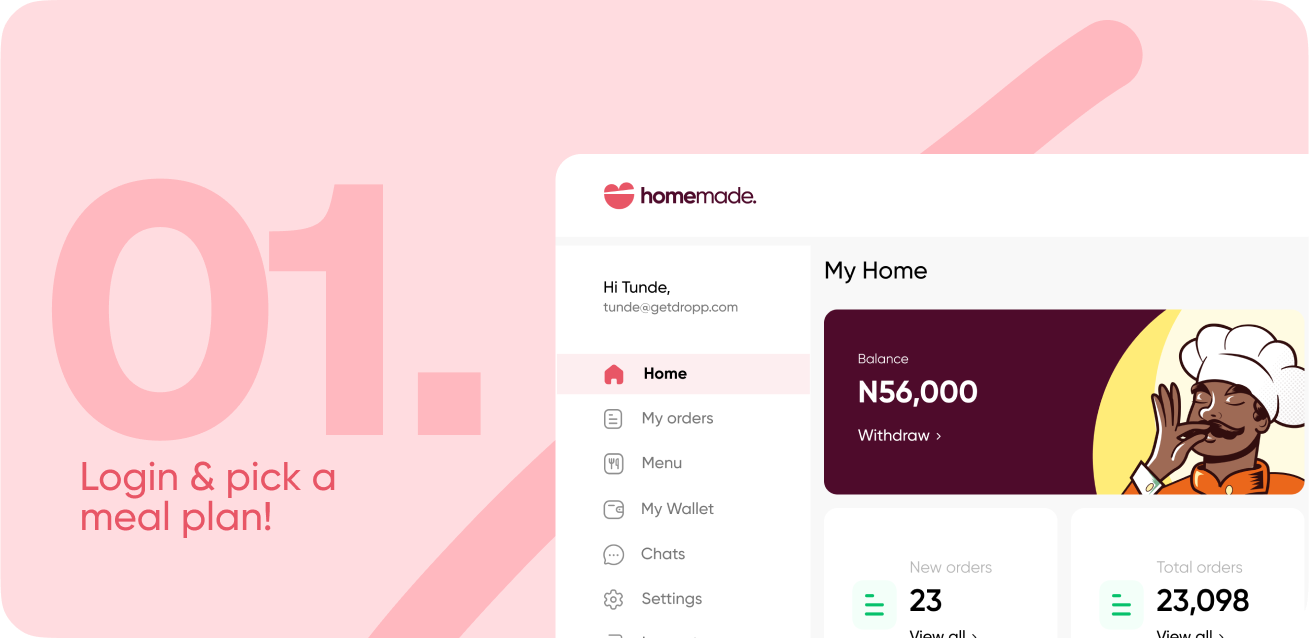 01.
Login & pick a
meal plan!
homemade.
Hi Tunde,
tunde@getdropp.com
Home
My orders
Menu
My Wallet
Chats
Settings
My Home
Balance
N56,000
Withdraw ›
New orders
23
View all ›
Total orders
23,098
View all ›